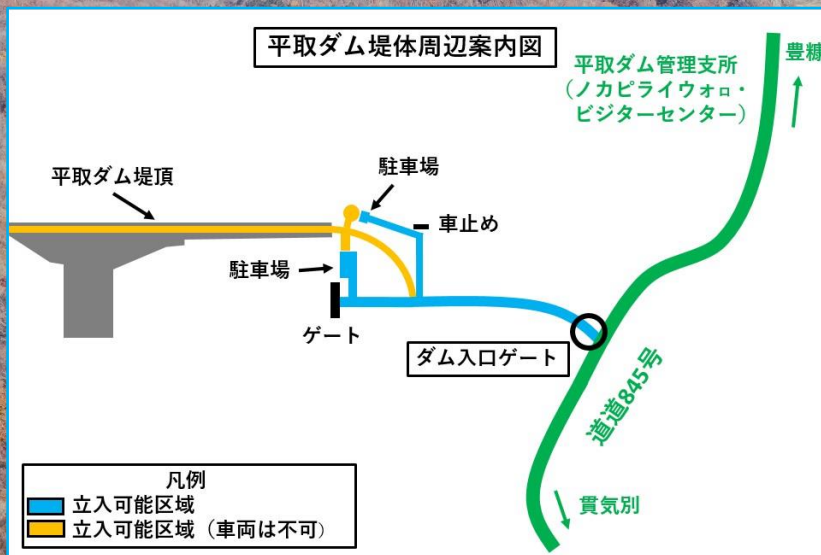 平取ダム堤体周辺案内図
平取ダム管理支所
(ノカピライウォㇿ・
ビジターセンター)
豊糠
駐車場
平取ダム堤頂
車止め
駐車場
ゲート
ダム入口ゲート
道道845号
貫気別
凡例
立入可能区域
立入可能区域(車両は不可)